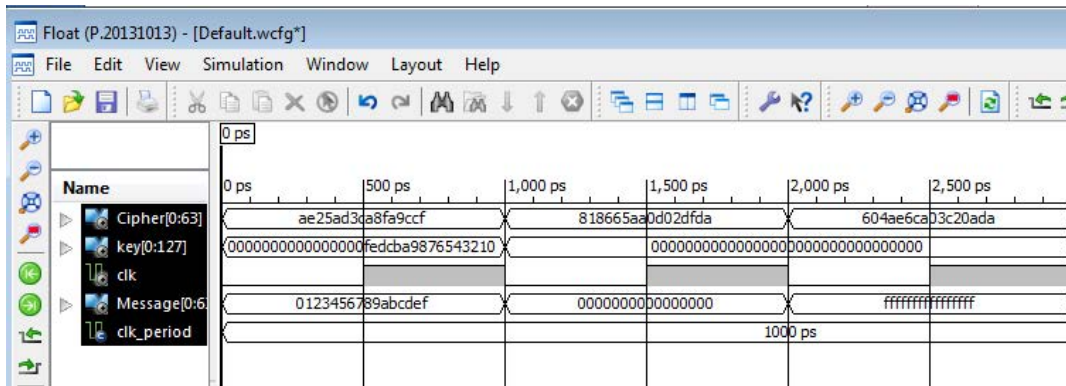 Float (P.20131013) - [Default.wcfg*]
File Edit View Simulation Window Layout Help
0 ps
Name 0 ps 500 ps 1,000 ps 1,500 ps 2,000 ps 2,500 ps
Cipher[0:63] ae25ad3ca8fa9ccf 818665aa0d02dfda 604ae6ca03c20ada
key[0:127] 0000000000000000fedcba9876543210 00000000000000000000000000000000
clk
Message[0:6 0123456789abcdef 0000000000000000 ffffffffffffffff
clk_period 1000 ps